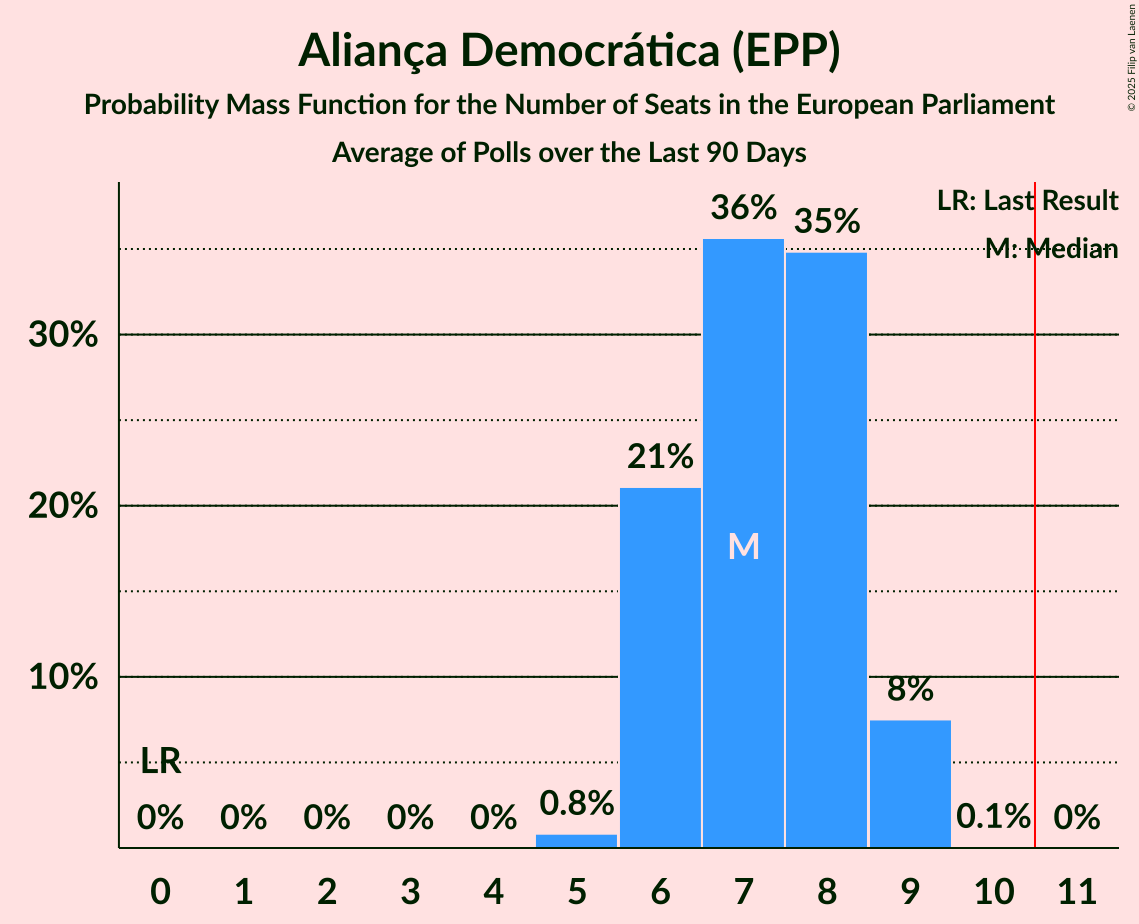 Aliança Democrática (EPP)
Probability Mass Function for the Number of Seats in the European Parliament
Average of Polls over the Last 90 Days
© 2025 Filip van Laenen
LR: Last Result
M: Median
36%
35%
30%
21%
20%
M
10%
8%
LR
0%
0%
0%
0%
0%
0.8%
0.1%
0%
0 1 2 3 4 5 6 7 8 9 10 11